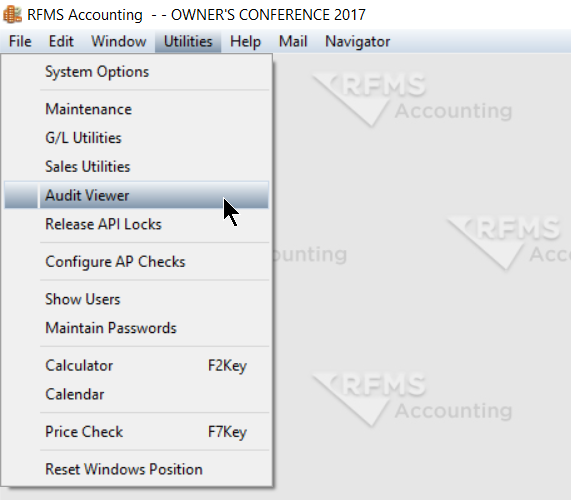 RFMS Accounting - - OWNER'S CONFERENCE 2017
File Edit Window Utilities Help Mail Navigator
System Options
Maintenance
G/L Utilities
Sales Utilities
Audit Viewer
Release API Locks
Configure AP Checks
Show Users
Maintain Passwords
Calculator F2Key
Calendar
Price Check F7Key
Reset Windows Position
RFMS
Accounting
RFMS
Acc
ounting
RFMS
Accounting